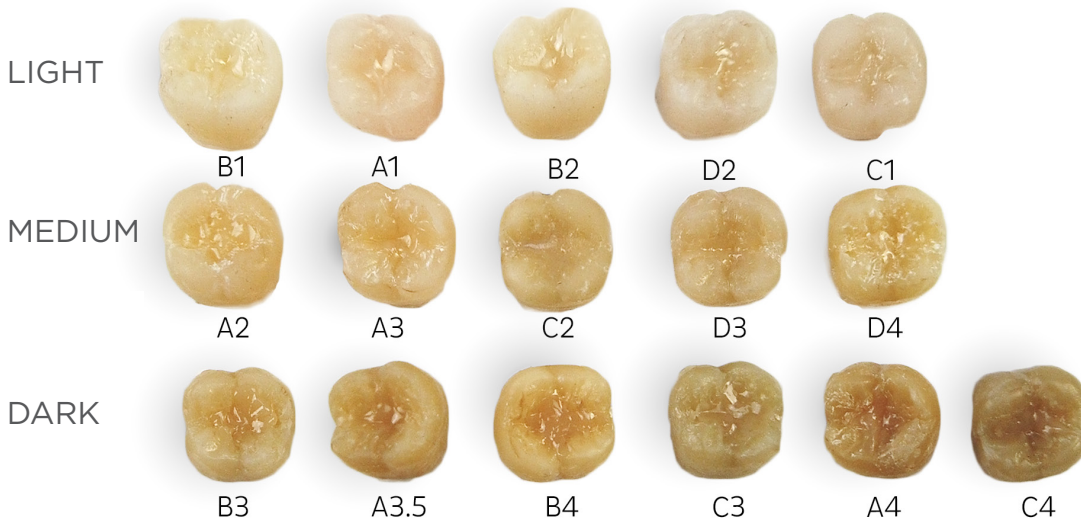 LIGHT
B1 A1 B2 D2 C1
MEDIUM
A2 A3 C2 D3 D4
DARK
B3 A3.5 B4 C3 A4 C4